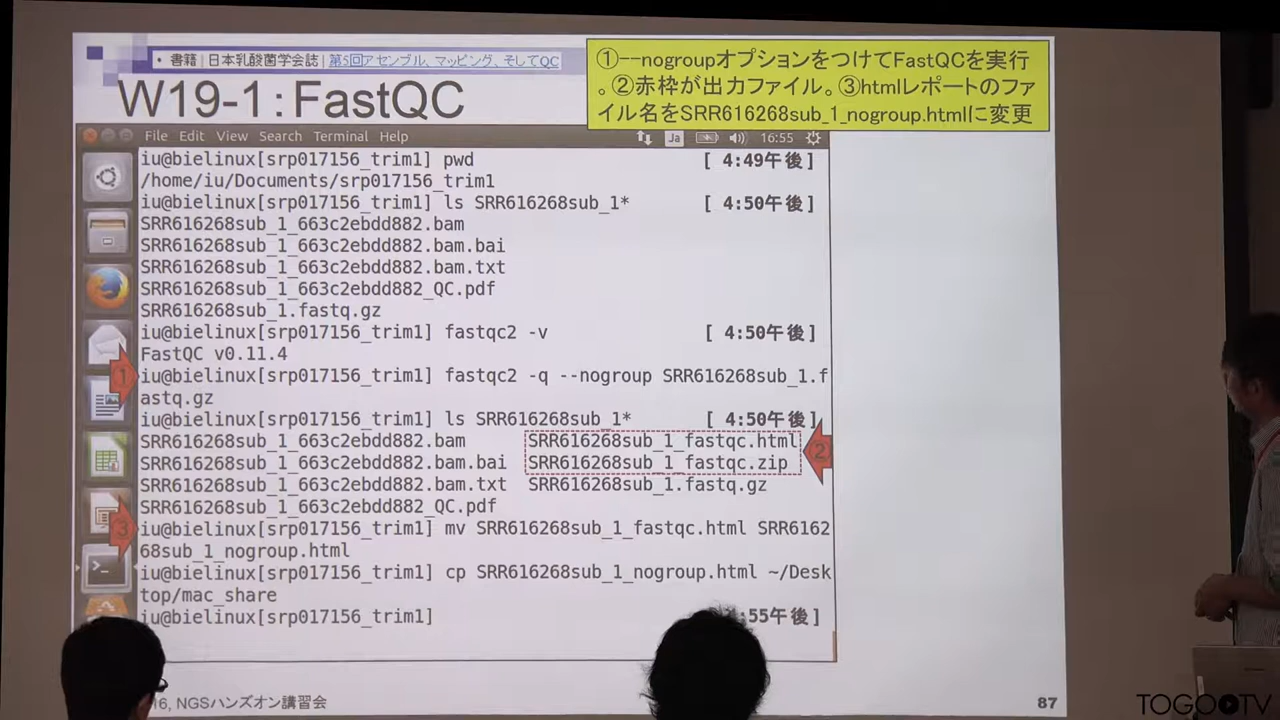 • 書籍 | 日本乳酸菌学会誌 | 第5回アセンブル、マッピング、そしてQC
W19-1：FastQC
①--nogroupオプションをつけてFastQCを実行
。②赤枠が出力ファイル。③htmlレポートのファ
イル名をSRR616268sub_1_nogroup.htmlに変更
File Edit View Search Terminal Help
Ja 16:55
iu@bielinux[srp017156_trim1] pwd [ 4:49午後]
/home/iu/Documents/srp017156_trim1
iu@bielinux[srp017156_trim1] ls SRR616268sub_1* [ 4:50午後]
SRR616268sub_1_663c2ebdd882.bam
SRR616268sub_1_663c2ebdd882.bam.bai
SRR616268sub_1_663c2ebdd882.bam.txt
SRR616268sub_1_663c2ebdd882_QC.pdf
SRR616268sub_1.fastq.gz
iu@bielinux[srp017156_trim1] fastqc2 -v [ 4:50午後]
FastQC v0.11.4
① iu@bielinux[srp017156_trim1] fastqc2 -q --nogroup SRR616268sub_1.f
astq.gz
iu@bielinux[srp017156_trim1] ls SRR616268sub_1* [ 4:50午後]
SRR616268sub_1_663c2ebdd882.bam SRR616268sub_1_fastqc.html
②
SRR616268sub_1_663c2ebdd882.bam.bai SRR616268sub_1_fastqc.zip
SRR616268sub_1_663c2ebdd882.bam.txt SRR616268sub_1.fastq.gz
SRR616268sub_1_663c2ebdd882_QC.pdf
③ iu@bielinux[srp017156_trim1] mv SRR616268sub_1_fastqc.html SRR6162
68sub_1_nogroup.html
iu@bielinux[srp017156_trim1] cp SRR616268sub_1_nogroup.html ~/Desk
top/mac_share
iu@bielinux[srp017156_trim1] :55午後]
16, NGSハンズオン講習会
87
TOGOTV